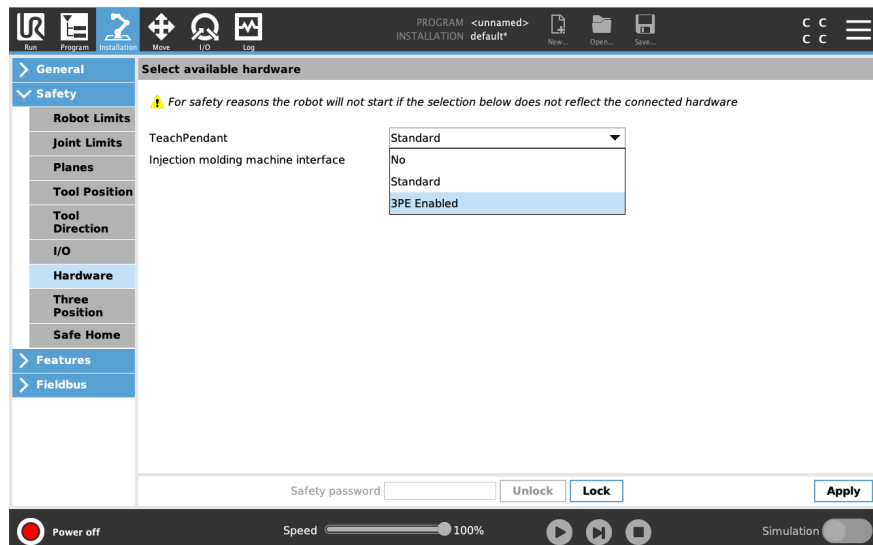 PROGRAM <unnamed>
INSTALLATION default*
Run Program Installation Move I/O Log New... Open... Save...
C C
C C
General
Safety
Robot Limits
Joint Limits
Planes
Tool Position
Tool
Direction
I/O
Hardware
Three
Position
Safe Home
Features
Fieldbus
Select available hardware
For safety reasons the robot will not start if the selection below does not reflect the connected hardware
TeachPendant Standard
Injection molding machine interface
No
Standard
3PE Enabled
Safety password Unlock Lock Apply
Power off Speed 100% Simulation